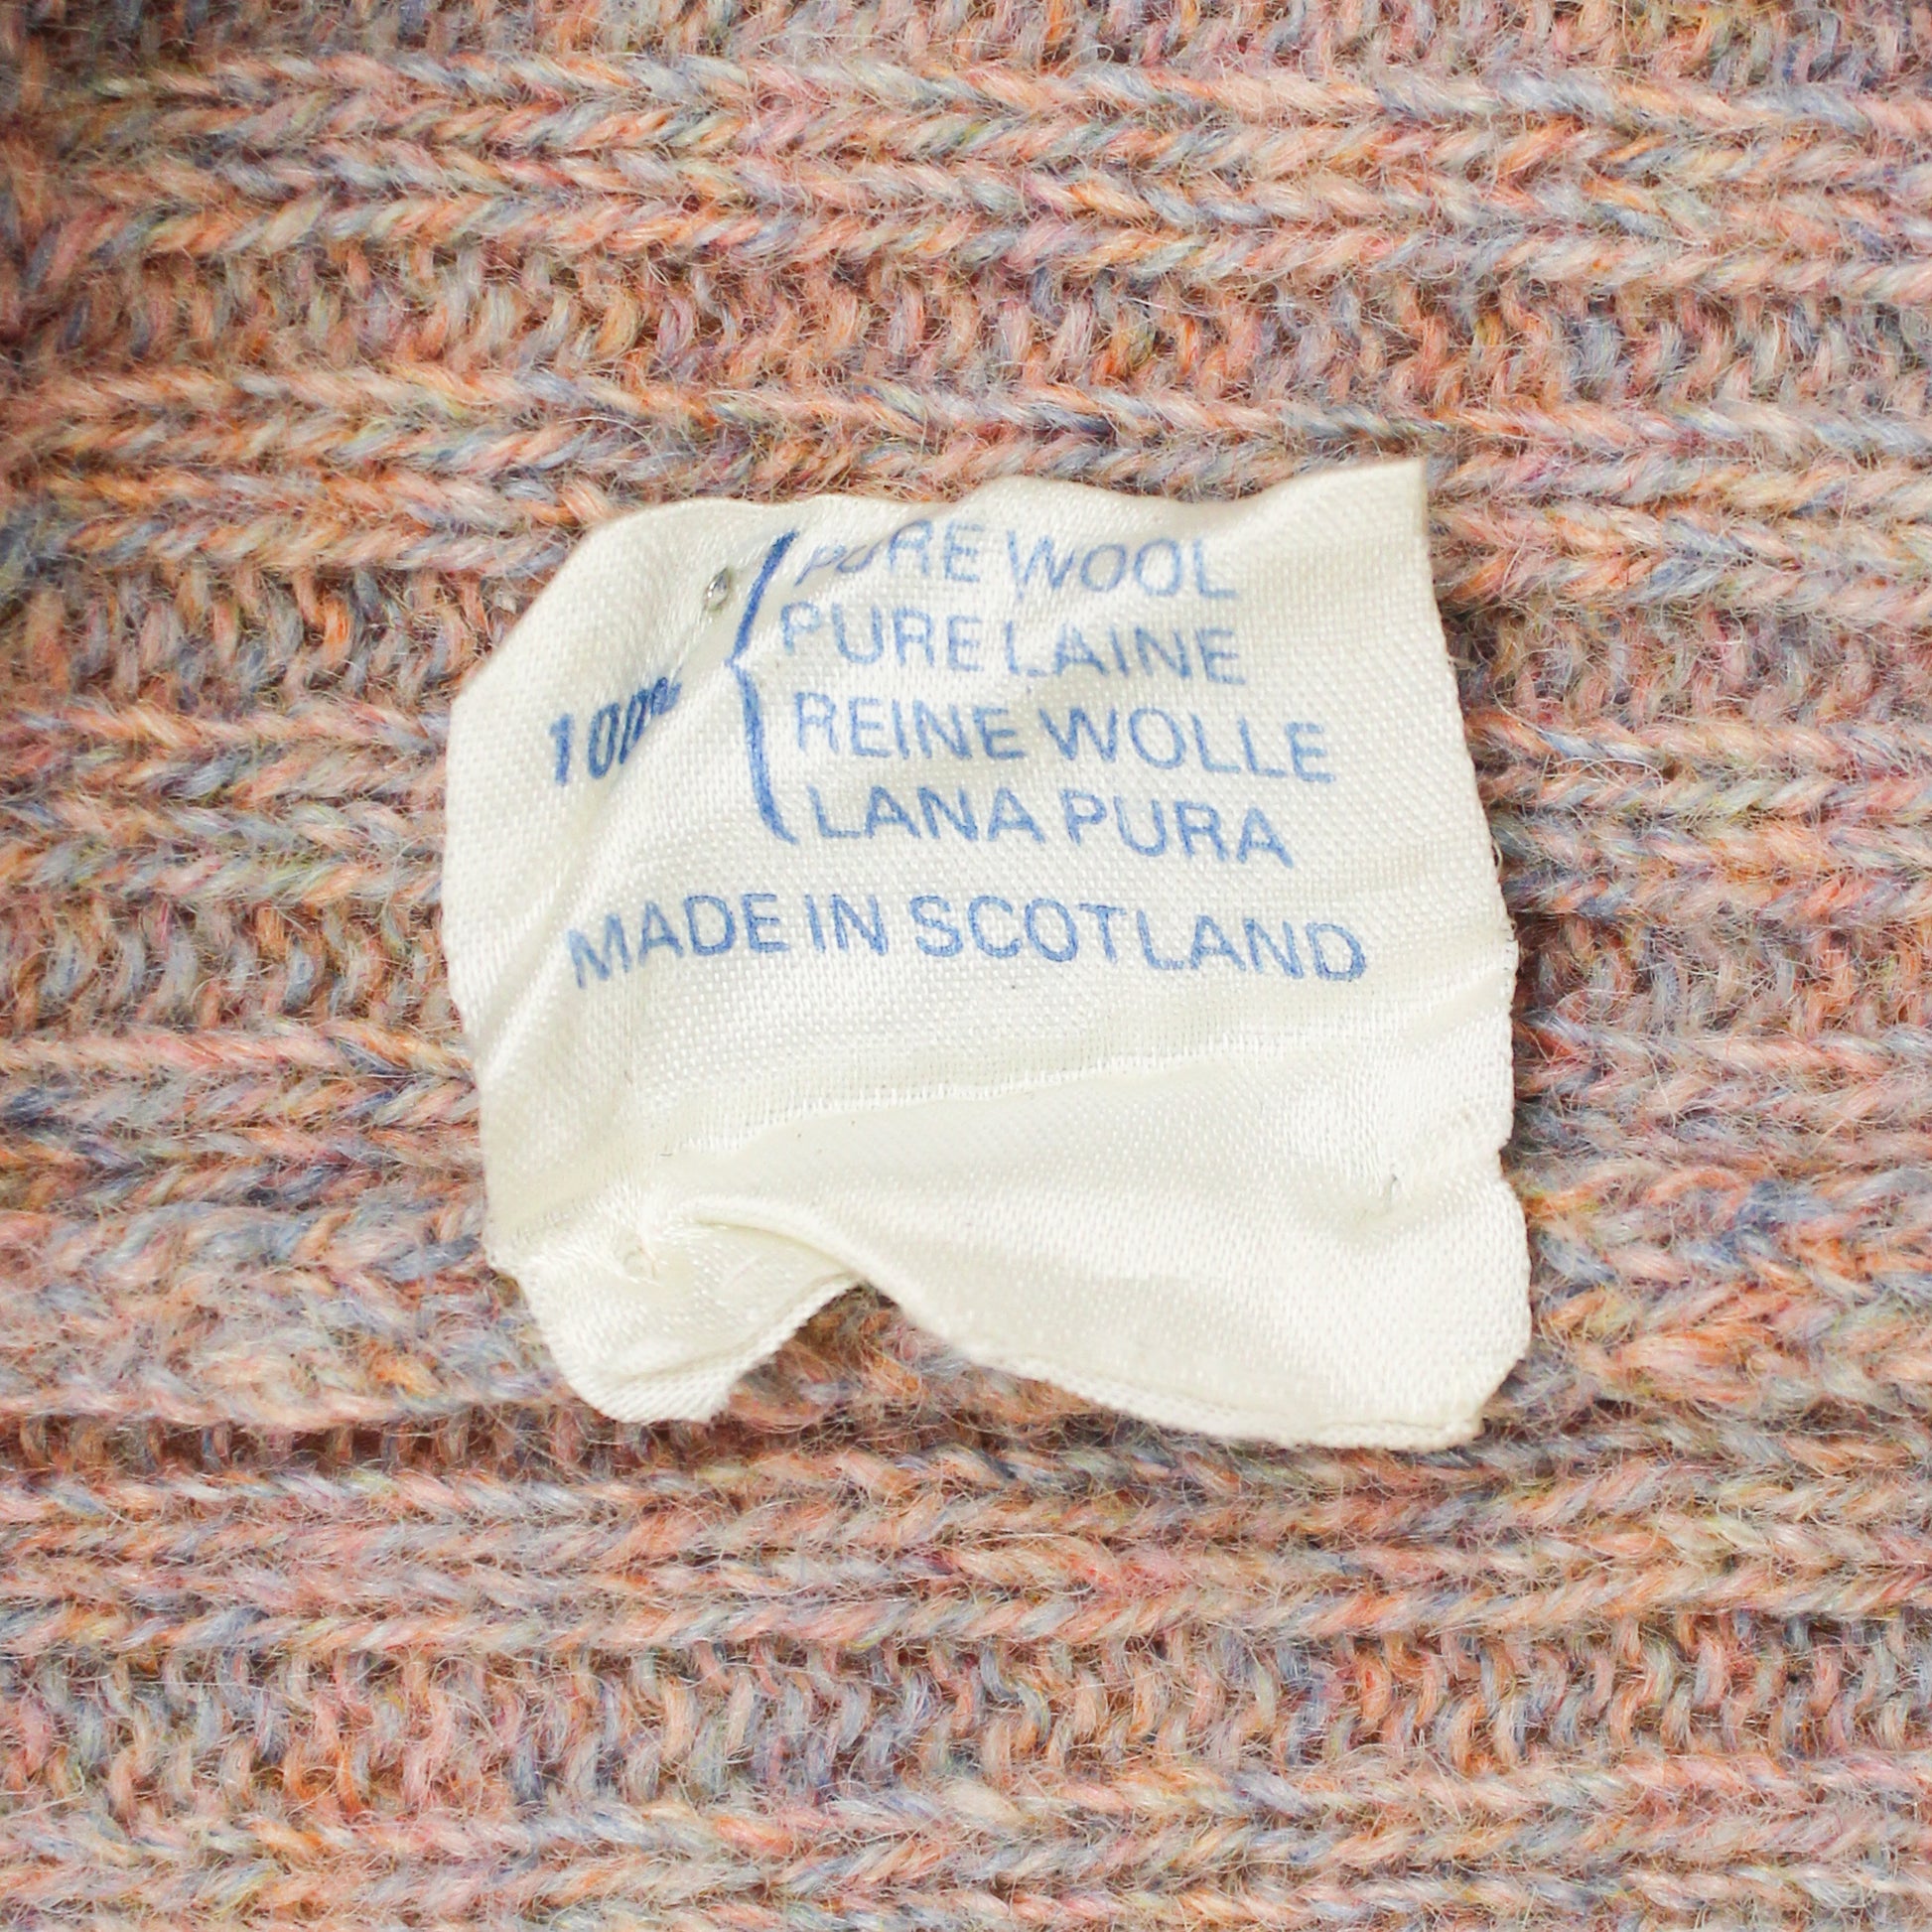 PURE WOOL
PURE LAINE
100% REINE WOLLE
LANA PURA
MADE IN SCOTLAND